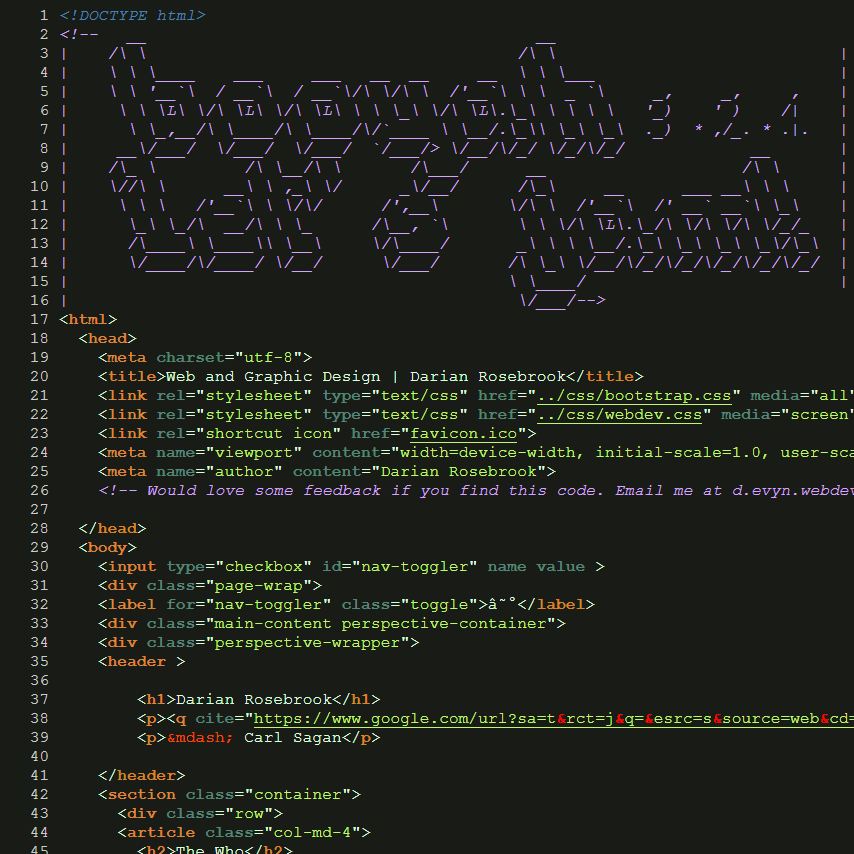 1 <!DOCTYPE html>
2 <!--
3
4
5
6
7
8
9
10
11
12
13
14
15
16 -->
17 <html>
18 <head>
19 <meta charset="utf-8">
20 <title>Web and Graphic Design | Darian Rosebrook</title>
21 <link rel="stylesheet" type="text/css" href="../css/bootstrap.css" media="all"
22 <link rel="stylesheet" type="text/css" href="../css/webdev.css" media="screen"
23 <link rel="shortcut icon" href="favicon.ico">
24 <meta name="viewport" content="width=device-width, initial-scale=1.0, user-sca
25 <meta name="author" content="Darian Rosebrook">
26 <!-- Would love some feedback if you find this code. Email me at d.evyn.webdev
27
28 </head>
29 <body>
30 <input type="checkbox" id="nav-toggler" name value >
31 <div class="page-wrap">
32 <label for="nav-toggler" class="toggle">â˜°</label>
33 <div class="main-content perspective-container">
34 <div class="perspective-wrapper">
35 <header >
36
37 <h1>Darian Rosebrook</h1>
38 <p><q cite="https://www.google.com/url?sa=t&rct=j&q=&esrc=s&source=web&cd=
39 <p>&mdash; Carl Sagan</p>
40
41 </header>
42 <section class="container">
43 <div class="row">
44 <article class="col-md-4">
45 <h2>The Who</h2>